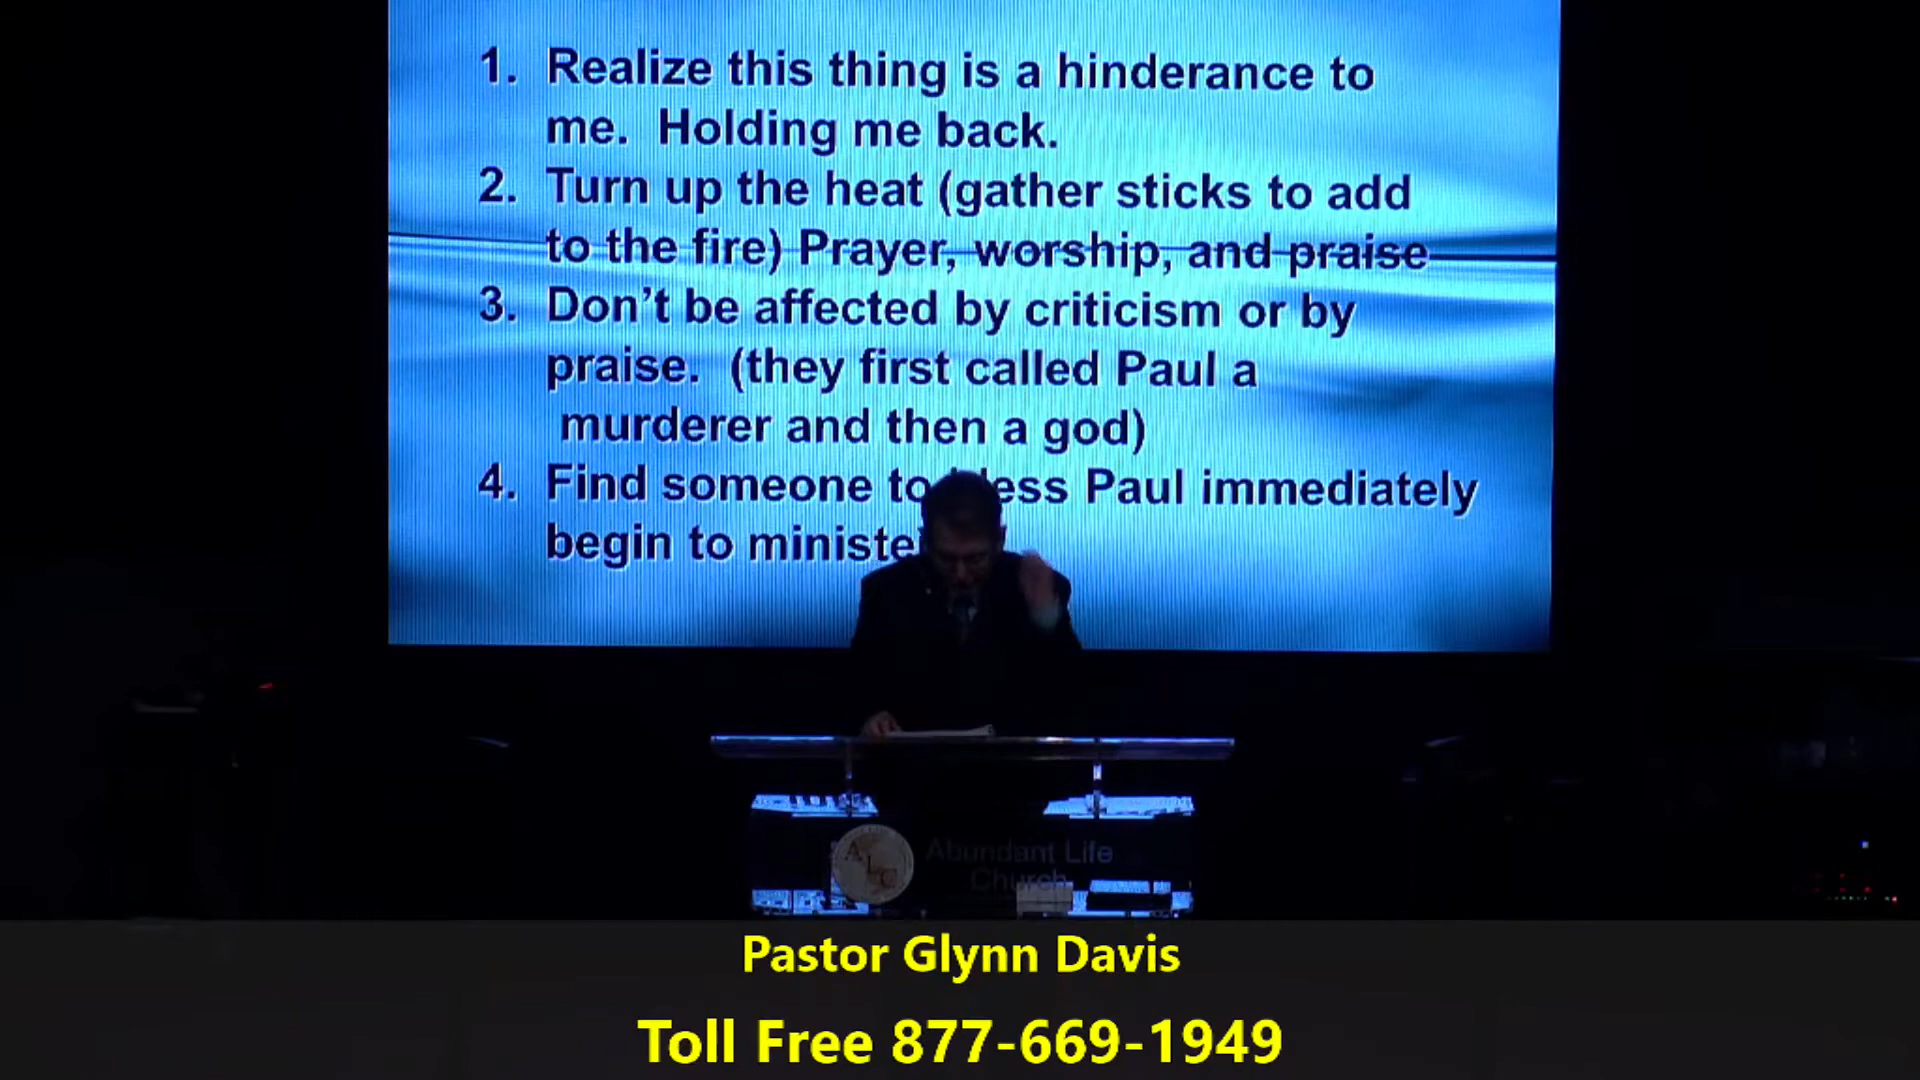 1. Realize this thing is a hinderance to
me. Holding me back.
2. Turn up the heat (gather sticks to add
to the fire) Prayer, worship, and praise
3. Don't be affected by criticism or by
praise. (they first called Paul a
murderer and then a god)
4. Find someone to Paul immediately
begin to
ALC
Abundant Life
Church
Pastor Glynn Davis
Toll Free 877-669-1949